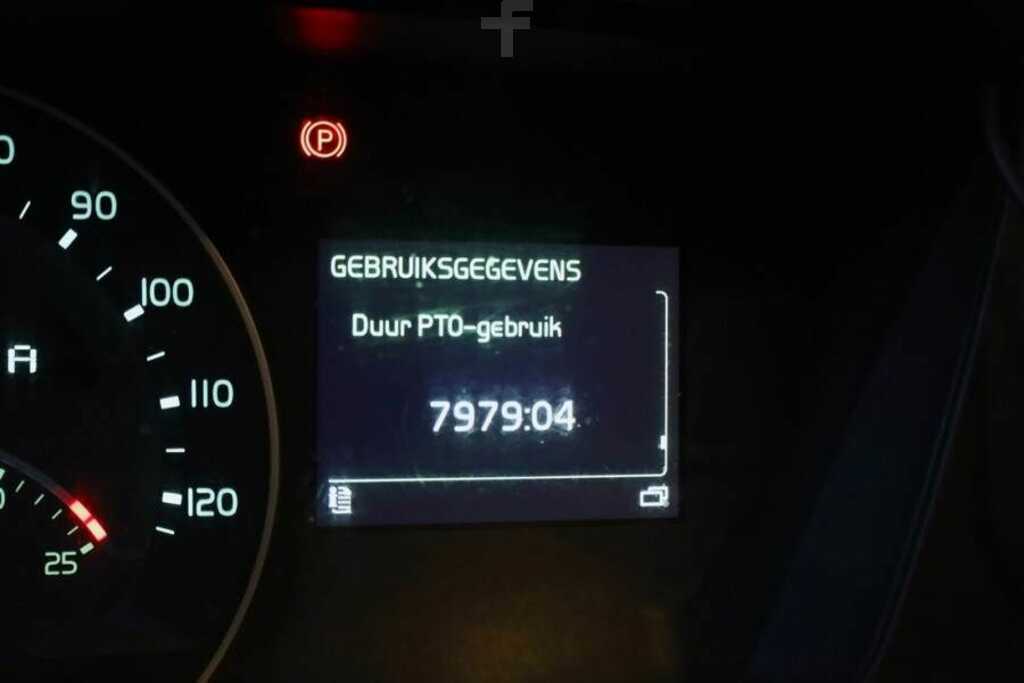 f
P
GEBRUIKSGEGEVENS
Duur PTO-gebruik
7979:04
90
100
A
110
120
25